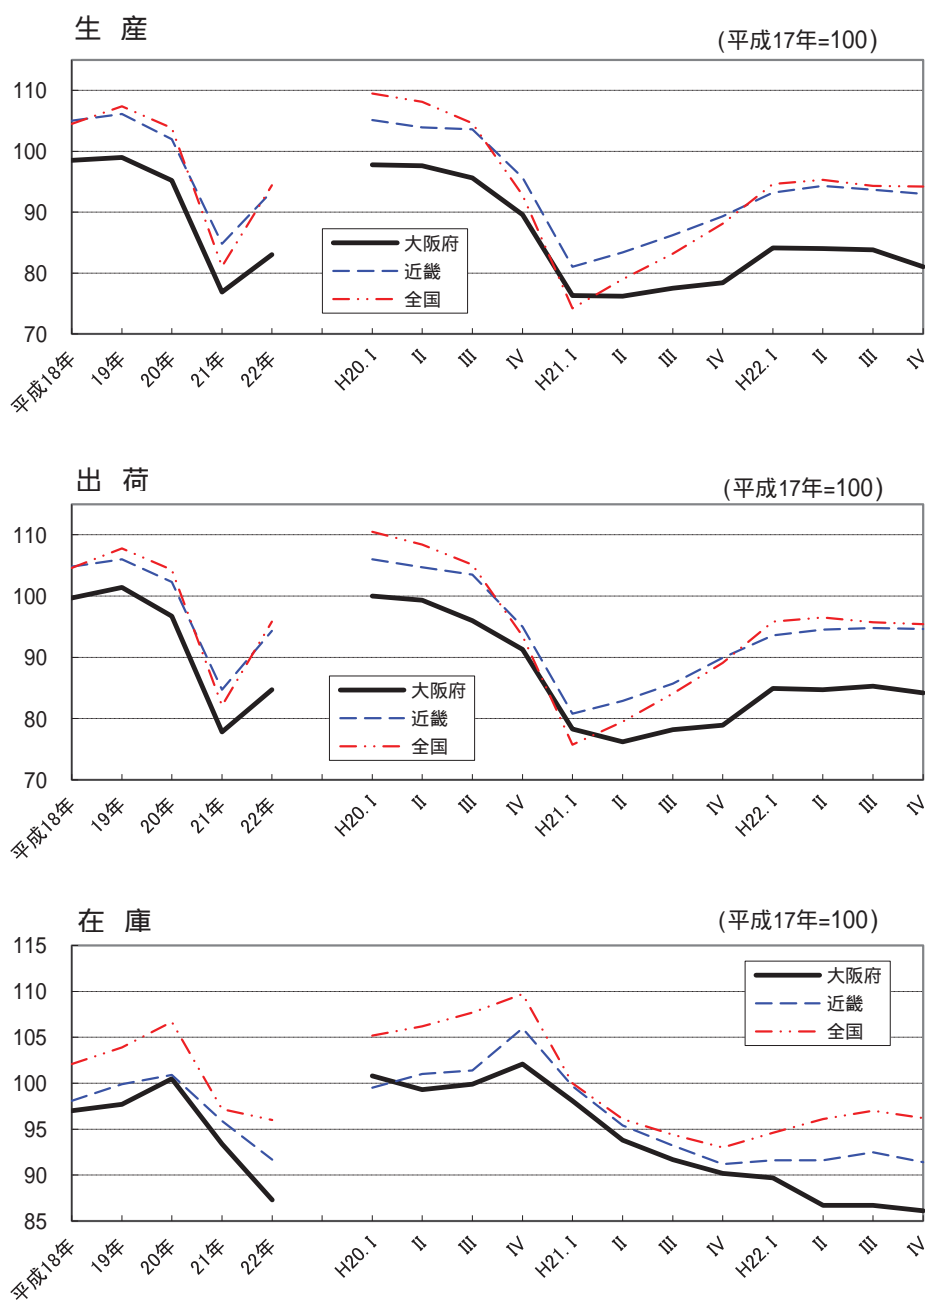 生 産
(平成17年=100)
110
100
90
80
70
大阪府
近畿
全国
平成18年 19年 20年 21年 22年 H20.Ⅰ Ⅱ Ⅲ Ⅳ H21.Ⅰ Ⅱ Ⅲ Ⅳ H22.Ⅰ Ⅱ Ⅲ Ⅳ
出 荷
(平成17年=100)
110
100
90
80
70
大阪府
近畿
全国
平成18年 19年 20年 21年 22年 H20.Ⅰ Ⅱ Ⅲ Ⅳ H21.Ⅰ Ⅱ Ⅲ Ⅳ H22.Ⅰ Ⅱ Ⅲ Ⅳ
在 庫
(平成17年=100)
115
110
105
100
95
90
85
大阪府
近畿
全国
平成18年 19年 20年 21年 22年 H20.Ⅰ Ⅱ Ⅲ Ⅳ H21.Ⅰ Ⅱ Ⅲ Ⅳ H22.Ⅰ Ⅱ Ⅲ Ⅳ